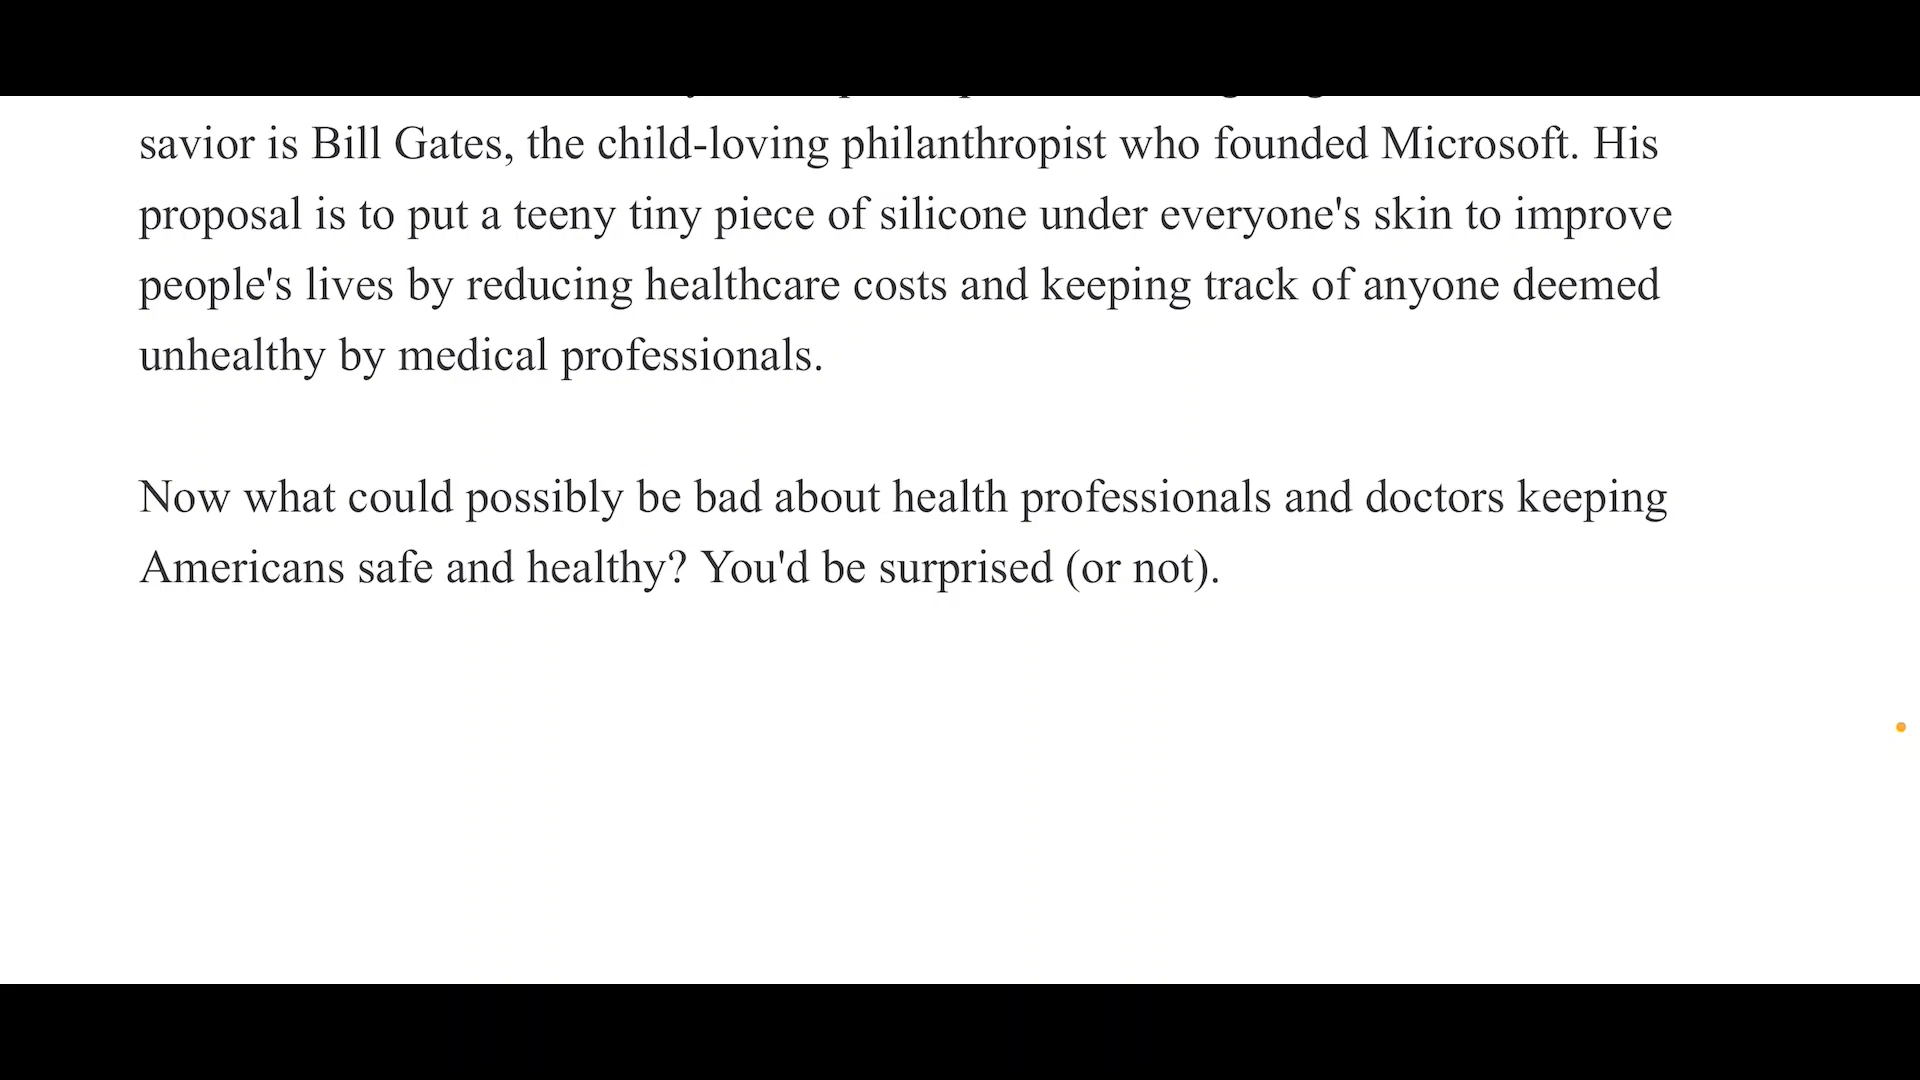 savior is Bill Gates, the child-loving philanthropist who founded Microsoft. His
proposal is to put a teeny tiny piece of silicone under everyone's skin to improve
people's lives by reducing healthcare costs and keeping track of anyone deemed
unhealthy by medical professionals.
Now what could possibly be bad about health professionals and doctors keeping
Americans safe and healthy? You'd be surprised (or not).